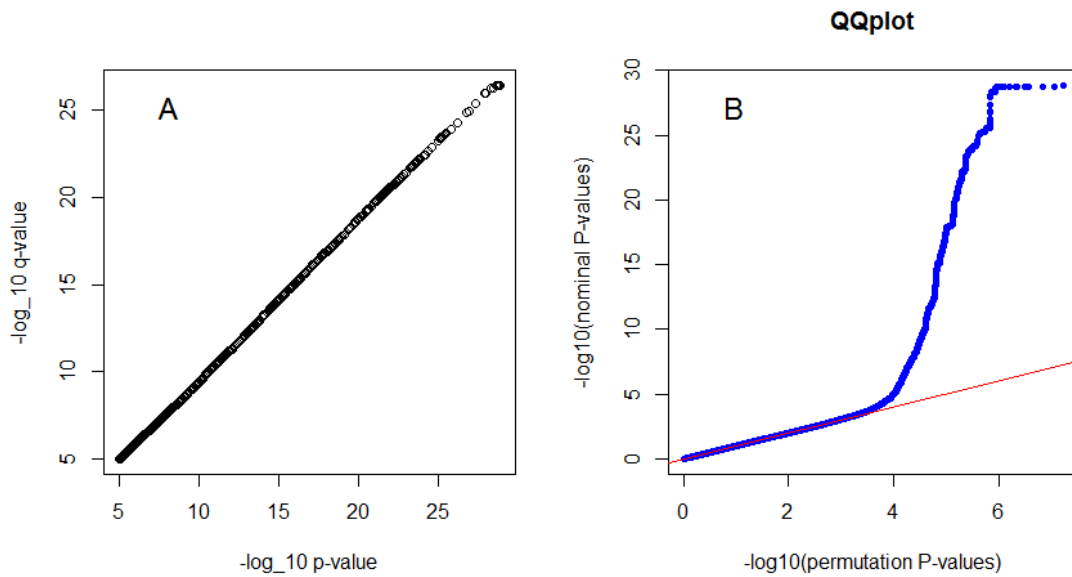 QQplot
A
25
20
15
10
5
-log_10 q-value
5 10 15 20 25
-log_10 p-value
B
30
25
20
15
10
5
0
-log10(nominal P-values)
0 2 4 6
-log10(permutation P-values)